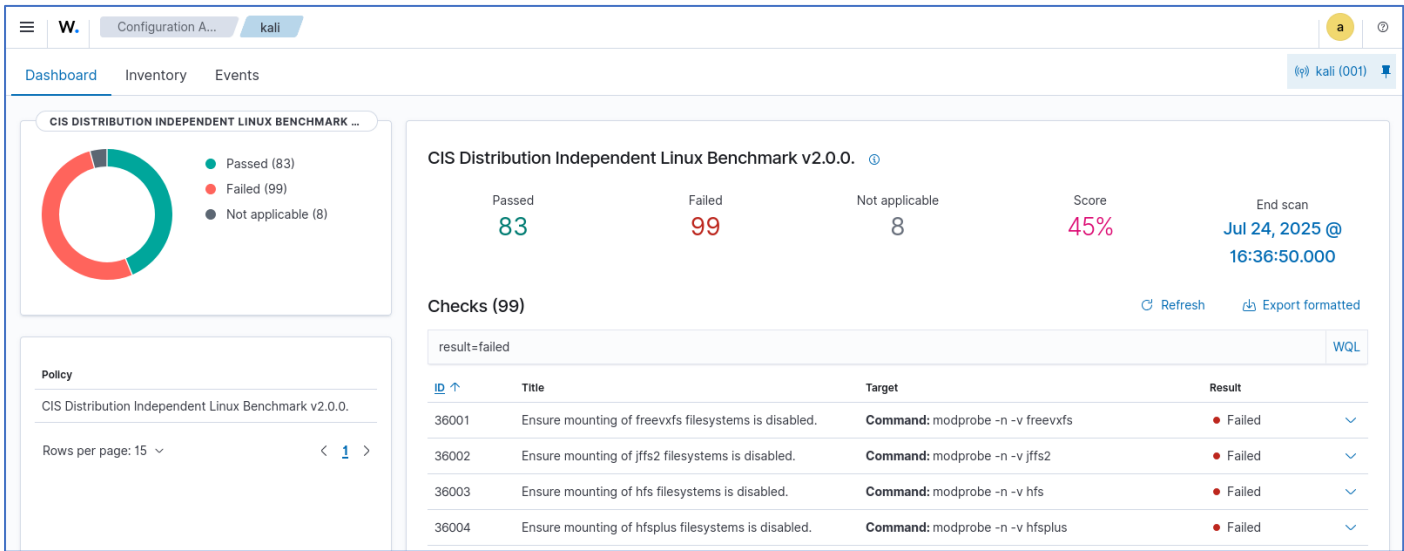 W. Configuration A... kali a
Dashboard Inventory Events kali (001)
CIS DISTRIBUTION INDEPENDENT LINUX BENCHMARK ...
Passed (83)
Failed (99)
Not applicable (8)
Policy
CIS Distribution Independent Linux Benchmark v2.0.0.
Rows per page: 15 1
CIS Distribution Independent Linux Benchmark v2.0.0.
Passed Failed Not applicable Score End scan
83 99 8 45% Jul 24, 2025 @
16:36:50.000
Checks (99) Refresh Export formatted
result=failed WQL
ID Title Target Result
36001 Ensure mounting of freevxfs filesystems is disabled. Command: modprobe -n -v freevxfs Failed
36002 Ensure mounting of jffs2 filesystems is disabled. Command: modprobe -n -v jffs2 Failed
36003 Ensure mounting of hfs filesystems is disabled. Command: modprobe -n -v hfs Failed
36004 Ensure mounting of hfsplus filesystems is disabled. Command: modprobe -n -v hfsplus Failed